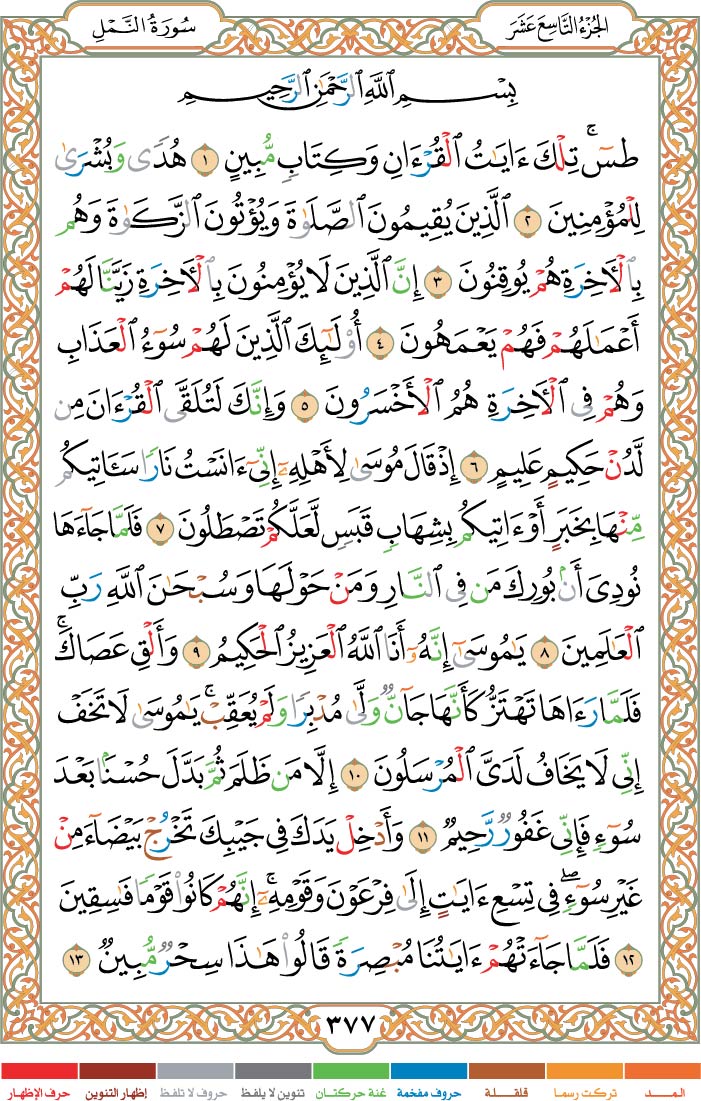 الجُزْءُ التَّاسِعَ عَشَرَ
سُورَةُ النَّمْلِ
بِسْمِ ٱللَّهِ ٱلرَّحْمَٰنِ ٱلرَّحِيمِ
طسٓ ۚ تِلْكَ ءَايَٰتُ ٱلْقُرْءَانِ وَكِتَابٍ مُّبِينٍ ١ هُدًى وَبُشْرَىٰ
لِلْمُؤْمِنِينَ ٢ ٱلَّذِينَ يُقِيمُونَ ٱلصَّلَوٰةَ وَيُؤْتُونَ ٱلزَّكَوٰةَ وَهُم
بِٱلْأَخِرَةِ هُمْ يُوقِنُونَ ٣ إِنَّ ٱلَّذِينَ لَا يُؤْمِنُونَ بِٱلْأَخِرَةِ زَيَّنَّا لَهُمْ
أَعْمَٰلَهُمْ فَهُمْ يَعْمَهُونَ ٤ أُو۟لَٰٓئِكَ ٱلَّذِينَ لَهُمْ سُوٓءُ ٱلْعَذَابِ
وَهُمْ فِى ٱلْأَخِرَةِ هُمُ ٱلْأَخْسَرُونَ ٥ وَإِنَّكَ لَتُلَقَّى ٱلْقُرْءَانَ مِن
لَّدُنْ حَكِيمٍ عَلِيمٍ ٦ إِذْ قَالَ مُوسَىٰ لِأَهْلِهِۦٓ إِنِّىٓ ءَانَسْتُ نَارًا سَـَٔاتِيكُم
مِّنْهَا بِخَبَرٍ أَوْ ءَاتِيكُم بِشِهَابٍ قَبَسٍ لَّعَلَّكُمْ تَصْطَلُونَ ٧ فَلَمَّا جَآءَهَا
نُودِىَ أَنۢ بُورِكَ مَن فِى ٱلنَّارِ وَمَنْ حَوْلَهَا وَسُبْحَٰنَ ٱللَّهِ رَبِّ
ٱلْعَٰلَمِينَ ٨ يَٰمُوسَىٰٓ إِنَّهُۥٓ أَنَا ٱللَّهُ ٱلْعَزِيزُ ٱلْحَكِيمُ ٩ وَأَلْقِ عَصَاكَ ۚ
فَلَمَّا رَءَاهَا تَهْتَزُّ كَأَنَّهَا جَآنٌّ وَلَّىٰ مُدْبِرًا وَلَمْ يُعَقِّبْ ۚ يَٰمُوسَىٰ لَا تَخَفْ
إِنِّى لَا يَخَافُ لَدَىَّ ٱلْمُرْسَلُونَ ١٠ إِلَّا مَن ظَلَمَ ثُمَّ بَدَّلَ حُسْنًۢا بَعْدَ
سُوٓءٍ فَإِنِّى غَفُورٌ رَّحِيمٌ ١١ وَأَدْخِلْ يَدَكَ فِى جَيْبِكَ تَخْرُجْ بَيْضَآءَ مِنْ
غَيْرِ سُوٓءٍ ۖ فِى تِسْعِ ءَايَٰتٍ إِلَىٰ فِرْعَوْنَ وَقَوْمِهِۦٓ ۚ إِنَّهُمْ كَانُوا۟ قَوْمًا فَٰسِقِينَ
١٢ فَلَمَّا جَآءَتْهُمْ ءَايَٰتُنَا مُبْصِرَةً قَالُوا۟ هَٰذَا سِحْرٌ مُّبِينٌ ١٣
٣٧٧
المـــد تركت رسما قلقـلة حروف مفخمة غنة حركتان تنوين لا يلفظ حروف لا تلفظ إظهار التنوين حرف الإظهار